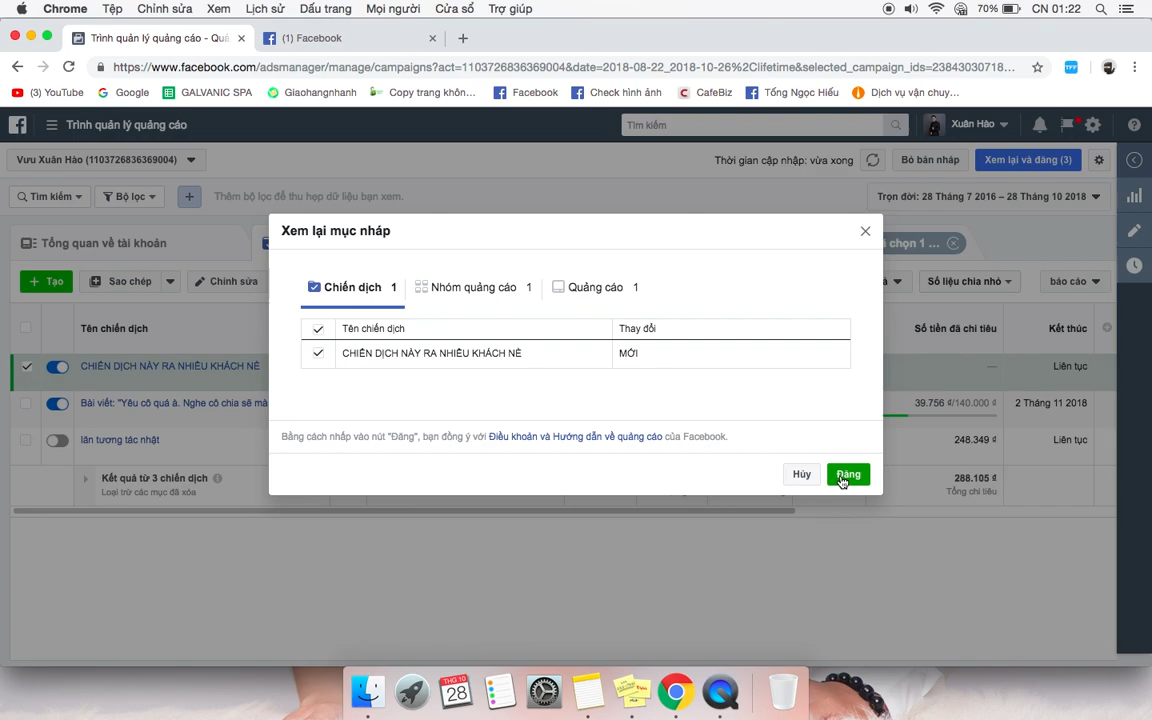 Chrome Tệp Chỉnh sửa Xem Lịch sử Dấu trang Mọi người Cửa sổ Trợ giúp 70% CN 01:22
Trình quản lý quảng cáo - Quả (1) Facebook
https://www.facebook.com/adsmanager/manage/campaigns?act=1103726836369004&date=2018-08-22_2018-10-26%2Clifetime&selected_campaign_ids=23843030718...
(3) YouTube Google GALVANIC SPA Giaohangnhanh Copy trang khôn... Facebook Check hình ảnh CafeBiz Tổng Ngọc Hiếu Dịch vụ vận chuy...
Trình quản lý quảng cáo Tìm kiếm Xuân Hào
Vưu Xuân Hào (1103726836369004) Thời gian cập nhập: vừa xong Bỏ bản nháp Xem lại và đăng (3)
Tìm kiếm Bộ lọc Thêm bộ lọc để thu hẹp dữ liệu bạn xem. Trọn đời: 28 Tháng 7 2016 – 28 Tháng 10 2018
Xem lại mục nháp
Tổng quan về tài khoản chọn 1 ...
Tạo Sao chép Chỉnh sửa Số liệu chia nhỏ báo cáo
Chiến dịch 1 Nhóm quảng cáo 1 Quảng cáo 1
Tên chiến dịch Số tiền đã chi tiêu Kết thúc
Tên chiến dịch Thay đổi
CHIẾN DỊCH NÀY RA NHIỀU KHÁCH NÈ MỚI
CHIẾN DỊCH NÀY RA NHIỀU KHÁCH NÈ — Liên tục
Bài viết: "Yêu cô quá à. Nghe cô chia sẽ mà 39.756 ₫/140.000 ₫ 2 Tháng 11 2018
Bằng cách nhấp vào nút "Đăng", bạn đồng ý với Điều khoản và Hướng dẫn về quảng cáo của Facebook.
lần tương tác nhật 248.349 ₫ Liên tục
Hủy Đăng
Kết quả từ 3 chiến dịch 288.105 ₫
Loại trừ các mục đã xóa Tổng chi tiêu
THG 10
28